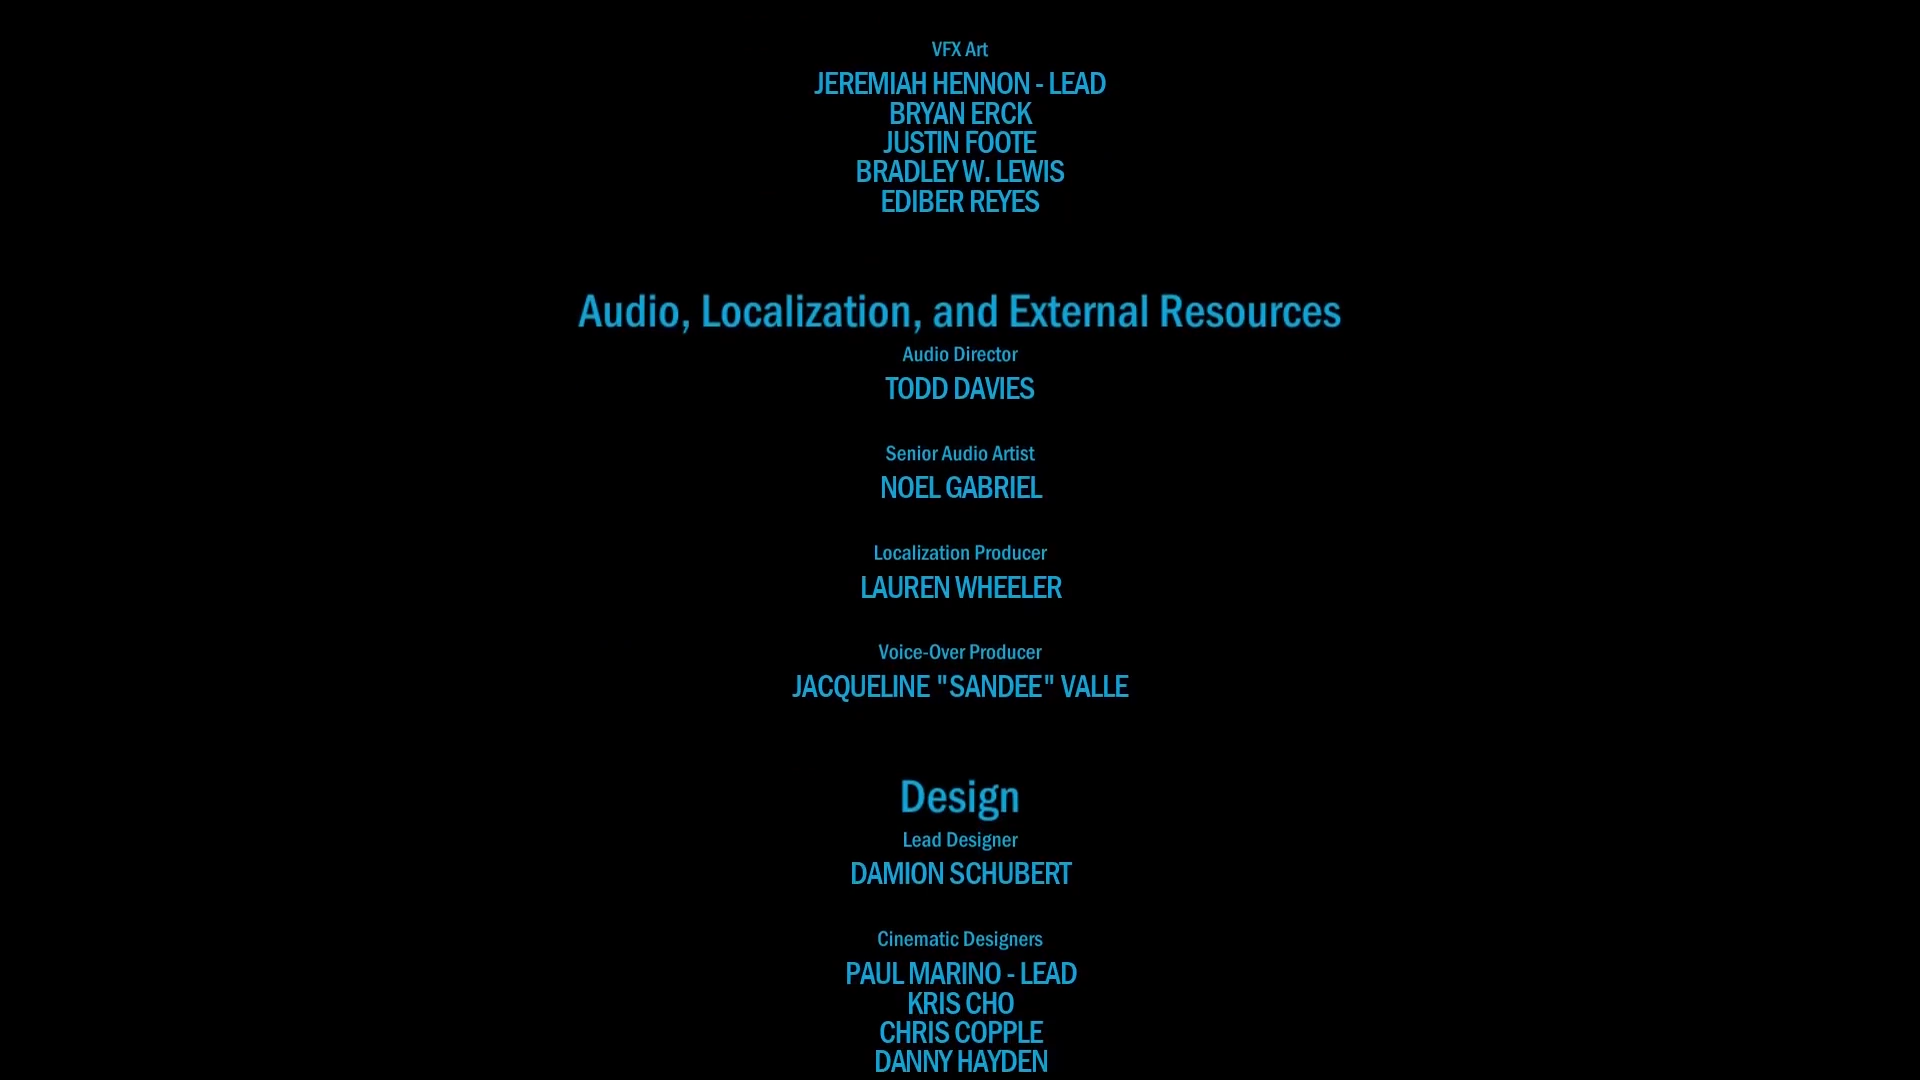 VFX Art
JEREMIAH HENNON - LEAD
BRYAN ERCK
JUSTIN FOOTE
BRADLEY W. LEWIS
EDIBER REYES
Audio, Localization, and External Resources
Audio Director
TODD DAVIES
Senior Audio Artist
NOEL GABRIEL
Localization Producer
LAUREN WHEELER
Voice-Over Producer
JACQUELINE "SANDEE" VALLE
Design
Lead Designer
DAMION SCHUBERT
Cinematic Designers
PAUL MARINO - LEAD
KRIS CHO
CHRIS COPPLE
DANNY HAYDEN